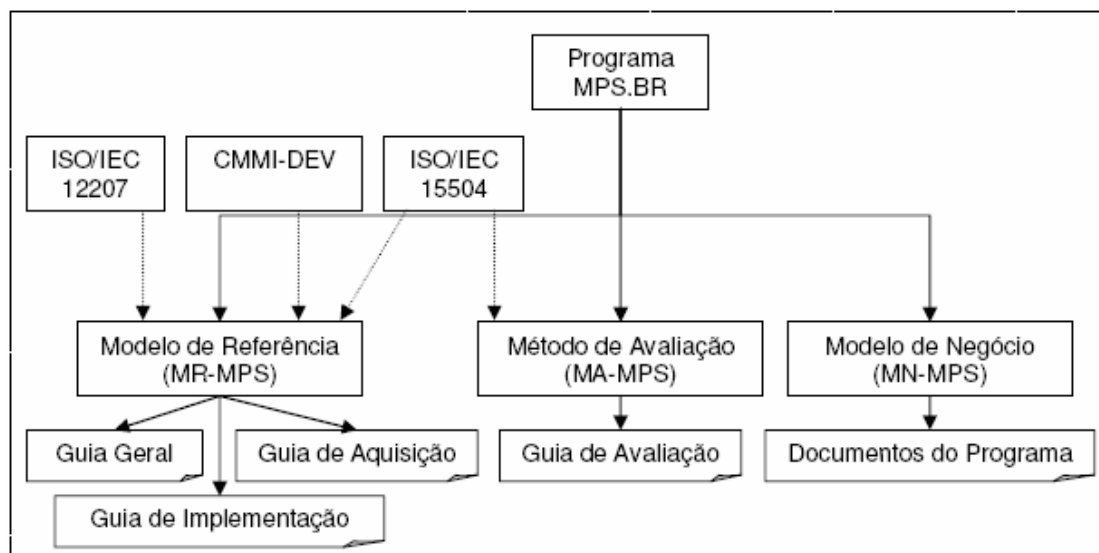 Programa
MPS.BR
ISO/IEC
12207
CMMI-DEV
ISO/IEC
15504
Modelo de Referência
(MR-MPS)
Método de Avaliação
(MA-MPS)
Modelo de Negócio
(MN-MPS)
Guia Geral
Guia de Aquisição
Guia de Avaliação
Documentos do Programa
Guia de Implementação